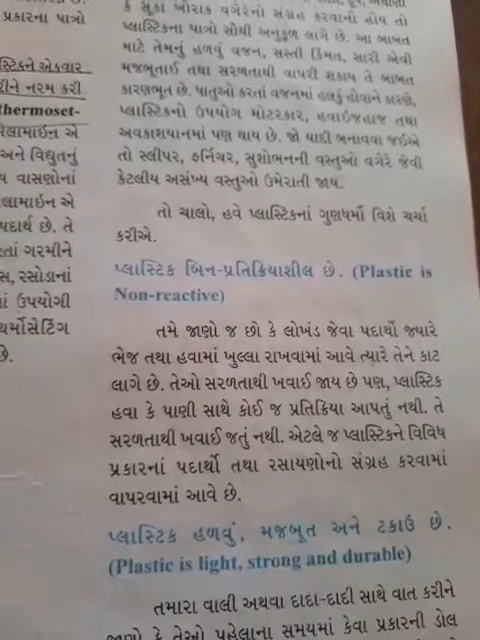 પ્રકારના પાત્રો
સ્ટિકને એકવાર
રીને નરમ કરી
thermoset-
મેલામાઈન એ
અને વિદ્યુતનું
ય વાસણોનાં
લામાઈન એ
પદાર્થ છે. તે
તાં ગરમીને
સ, રસોડાનાં
માં ઉપયોગી
થર્મોસેટિંગ
છે.
કે સૂકા ખોરાક વગેરેનો સંગ્રહ કરવાનો હોય તો
પ્લાસ્ટિકના પાત્રો સૌથી અનુકૂળ લાગે છે. આ બાબત
માટે તેમનું હળવું વજન, સસ્તી કિંમત, સારી એવી
મજબૂતાઈ તથા સરળતાથી વાપરી શકાય તે બાબત
કારણભૂત છે. ધાતુઓ કરતાં વજનમાં હલકું હોવાને કારણે,
પ્લાસ્ટિકનો ઉપયોગ મોટરકાર, હવાઈજહાજ તથા
અવકાશયાનમાં પણ થાય છે. જો યાદી બનાવવા જઈએ
તો સ્લીપર, ફર્નિચર, સુશોભનની વસ્તુઓ વગેરે જેવી
કેટલીય અસંખ્ય વસ્તુઓ ઉમેરાતી જાય.
તો ચાલો, હવે પ્લાસ્ટિકનાં ગુણધર્મો વિશે ચર્ચા
કરીએ.
પ્લાસ્ટિક બિન-પ્રતિક્રિયાશીલ છે. (Plastic is
Non-reactive)
તમે જાણો જ છો કે લોખંડ જેવા પદાર્થો જ્યારે
ભેજ તથા હવામાં ખુલ્લા રાખવામાં આવે ત્યારે તેને કાટ
લાગે છે. તેઓ સરળતાથી ખવાઈ જાય છે પણ, પ્લાસ્ટિક
હવા કે પાણી સાથે કોઈ જ પ્રતિક્રિયા આપતું નથી. તે
સરળતાથી ખવાઈ જતું નથી. એટલે જ પ્લાસ્ટિકને વિવિધ
પ્રકારનાં પદાર્થો તથા રસાયણોનો સંગ્રહ કરવામાં
વાપરવામાં આવે છે.
પ્લાસ્ટિક હળવું, મજબૂત અને ટકાઉ છે.
(Plastic is light, strong and durable)
તમારા વાલી અથવા દાદા-દાદી સાથે વાત કરીને
જાણો કે તેઓ પહેલાના સમયમાં કેવા પ્રકારની ડોલ